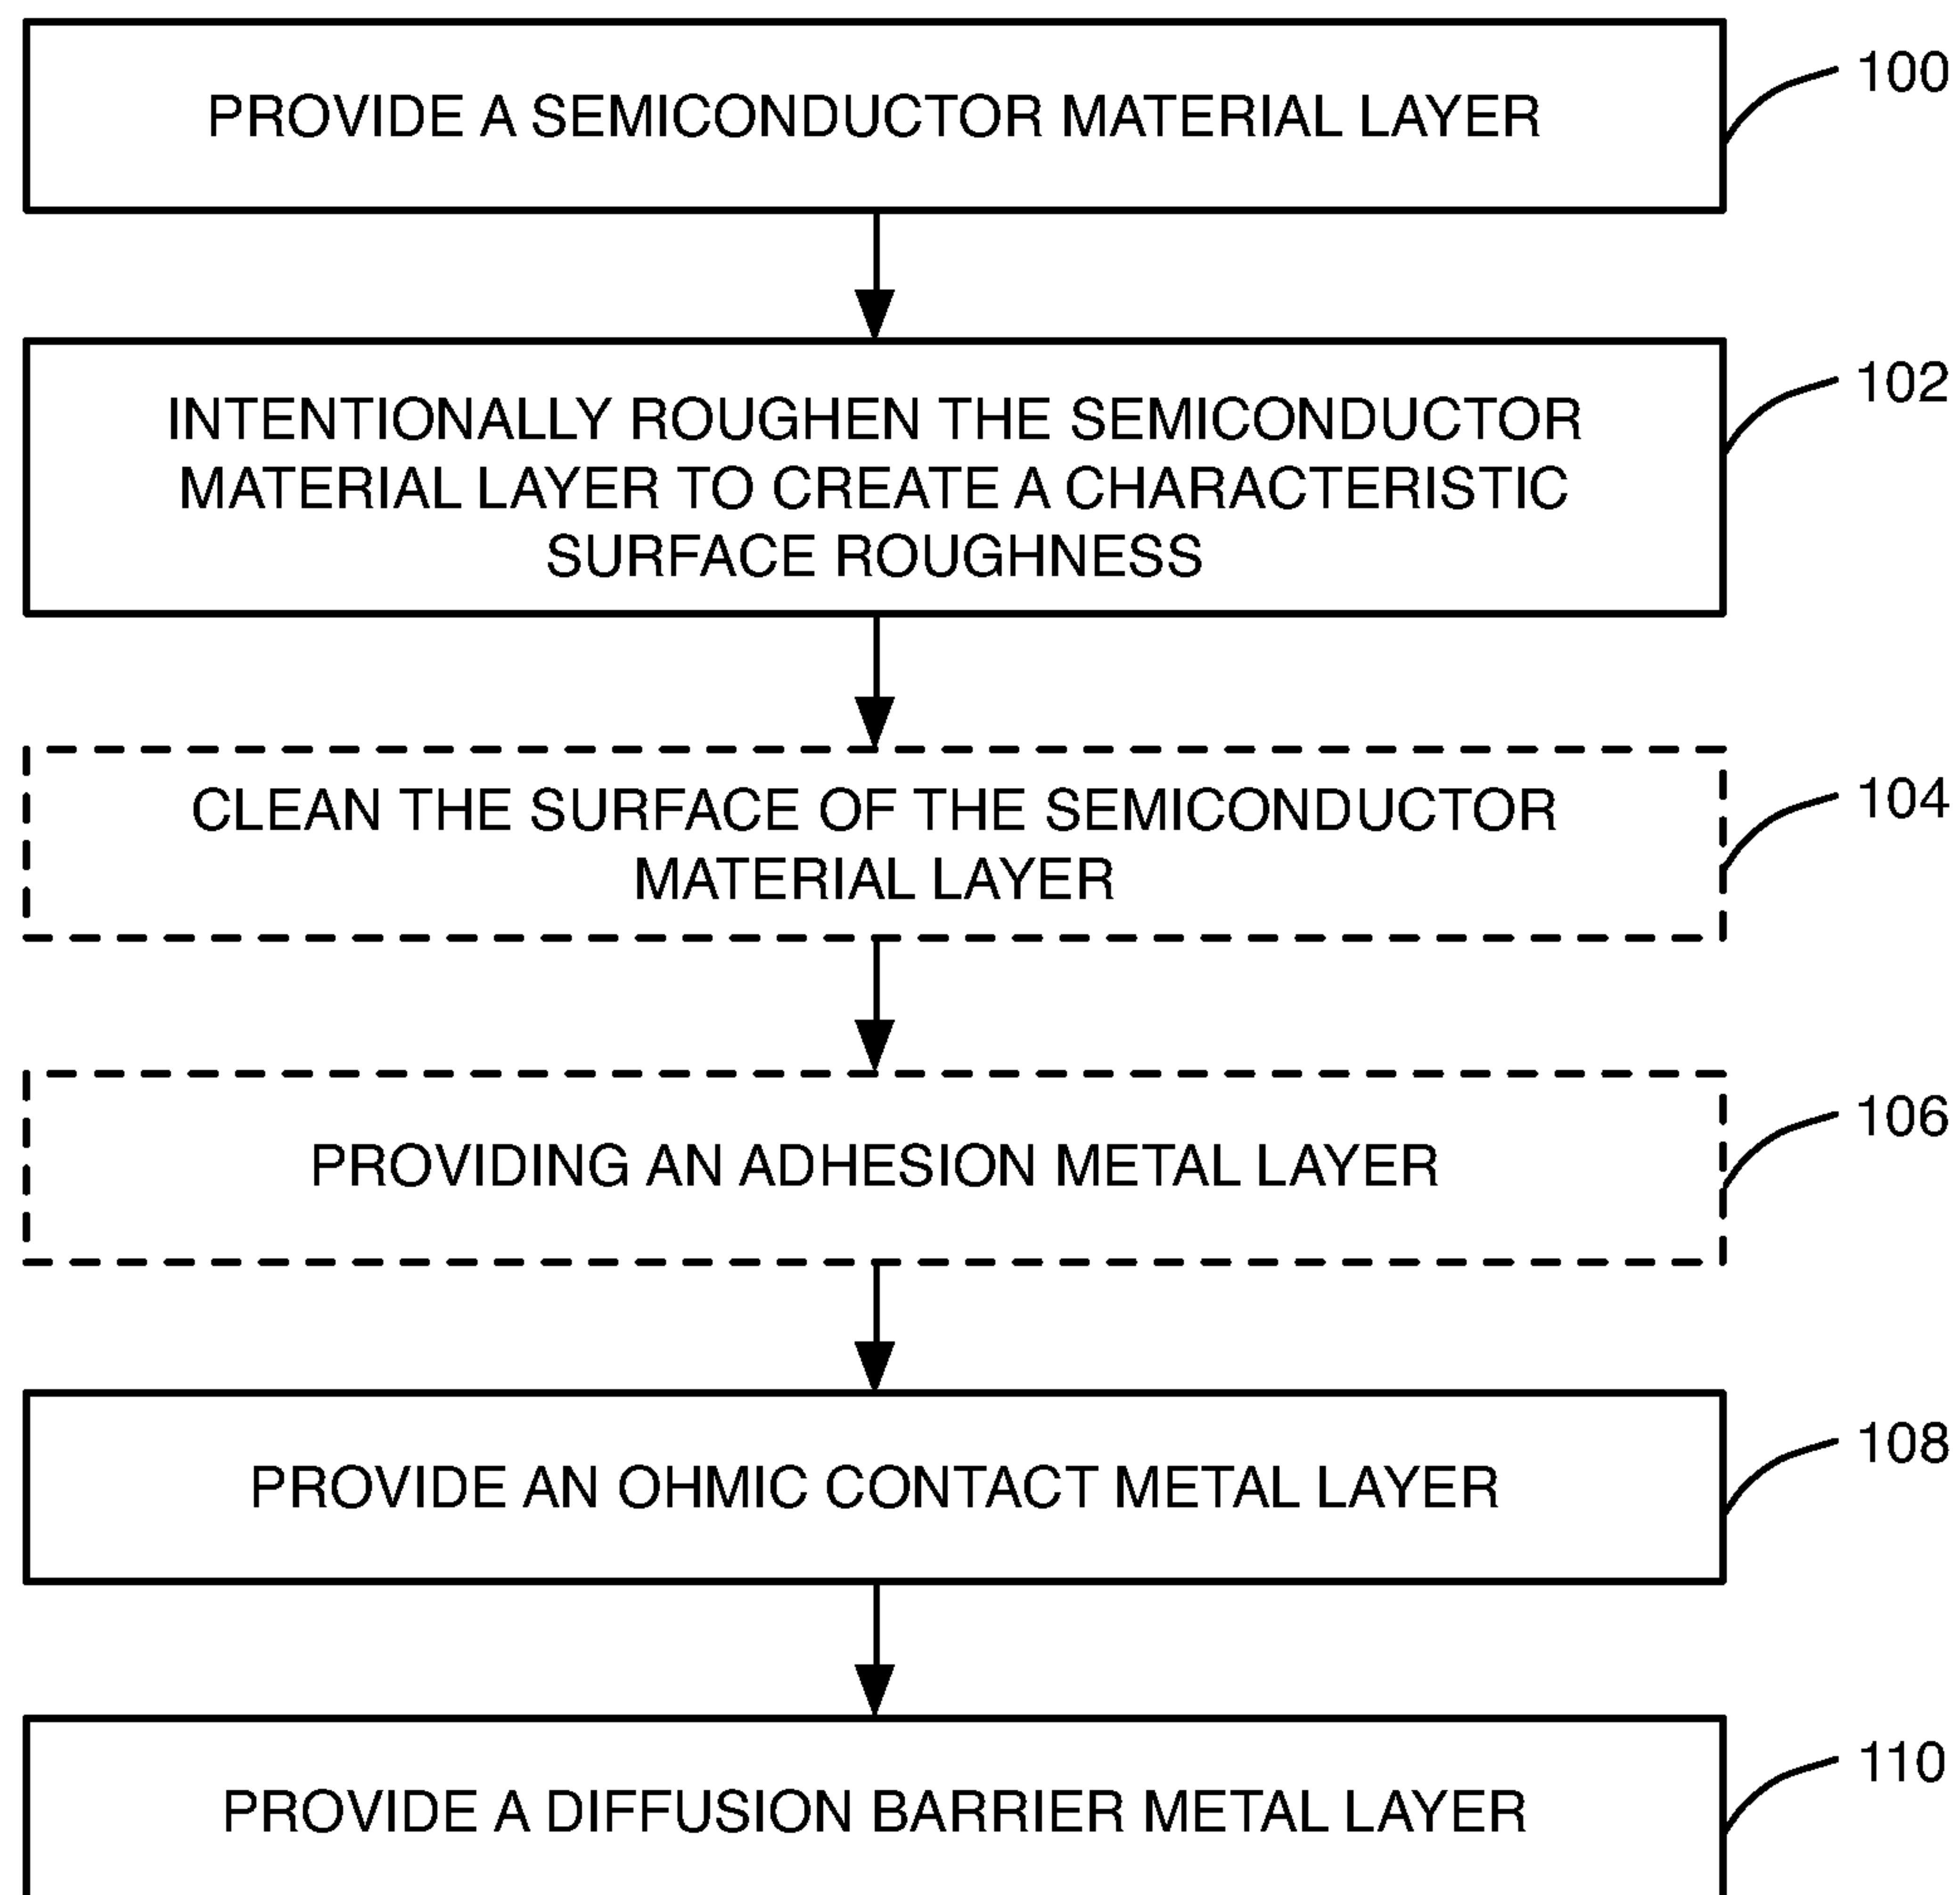 PROVIDE A SEMICONDUCTOR MATERIAL LAYER
100
INTENTIONALLY ROUGHEN THE SEMICONDUCTOR
MATERIAL LAYER TO CREATE A CHARACTERISTIC
SURFACE ROUGHNESS
102
CLEAN THE SURFACE OF THE SEMICONDUCTOR
MATERIAL LAYER
104
PROVIDING AN ADHESION METAL LAYER
106
PROVIDE AN OHMIC CONTACT METAL LAYER
108
PROVIDE A DIFFUSION BARRIER METAL LAYER
110